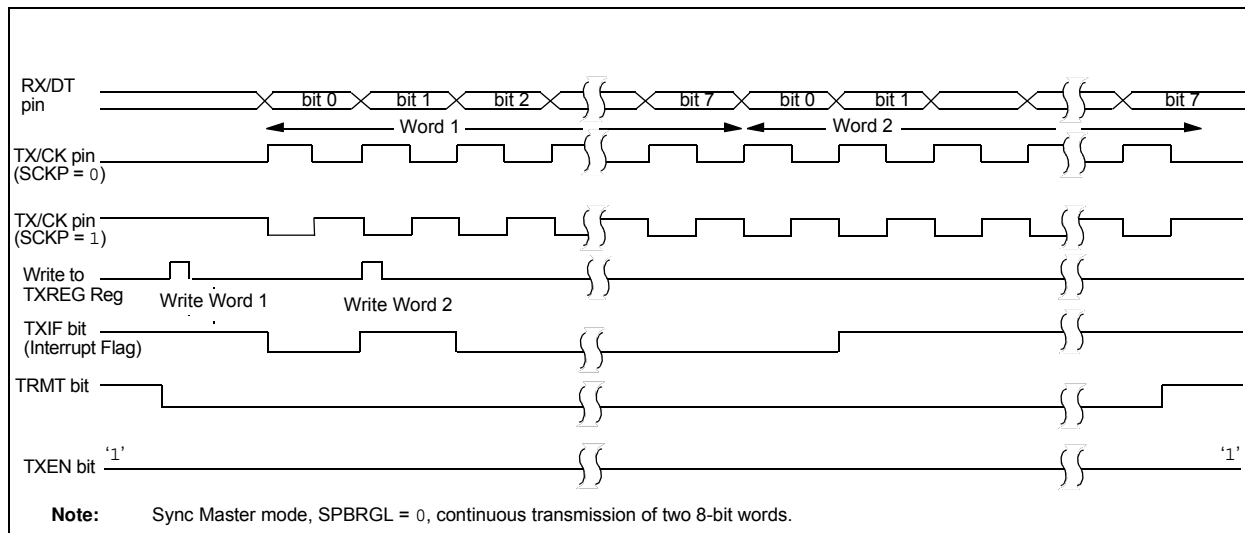 RX/DT
pin
bit 0 bit 1 bit 2 bit 7 bit 0 bit 1 bit 7
Word 1 Word 2
TX/CK pin
(SCKP = 0)
TX/CK pin
(SCKP = 1)
Write to
TXREG Reg
Write Word 1 Write Word 2
TXIF bit
(Interrupt Flag)
TRMT bit
TXEN bit
‘1’ ‘1’
Note: Sync Master mode, SPBRGL = 0, continuous transmission of two 8-bit words.